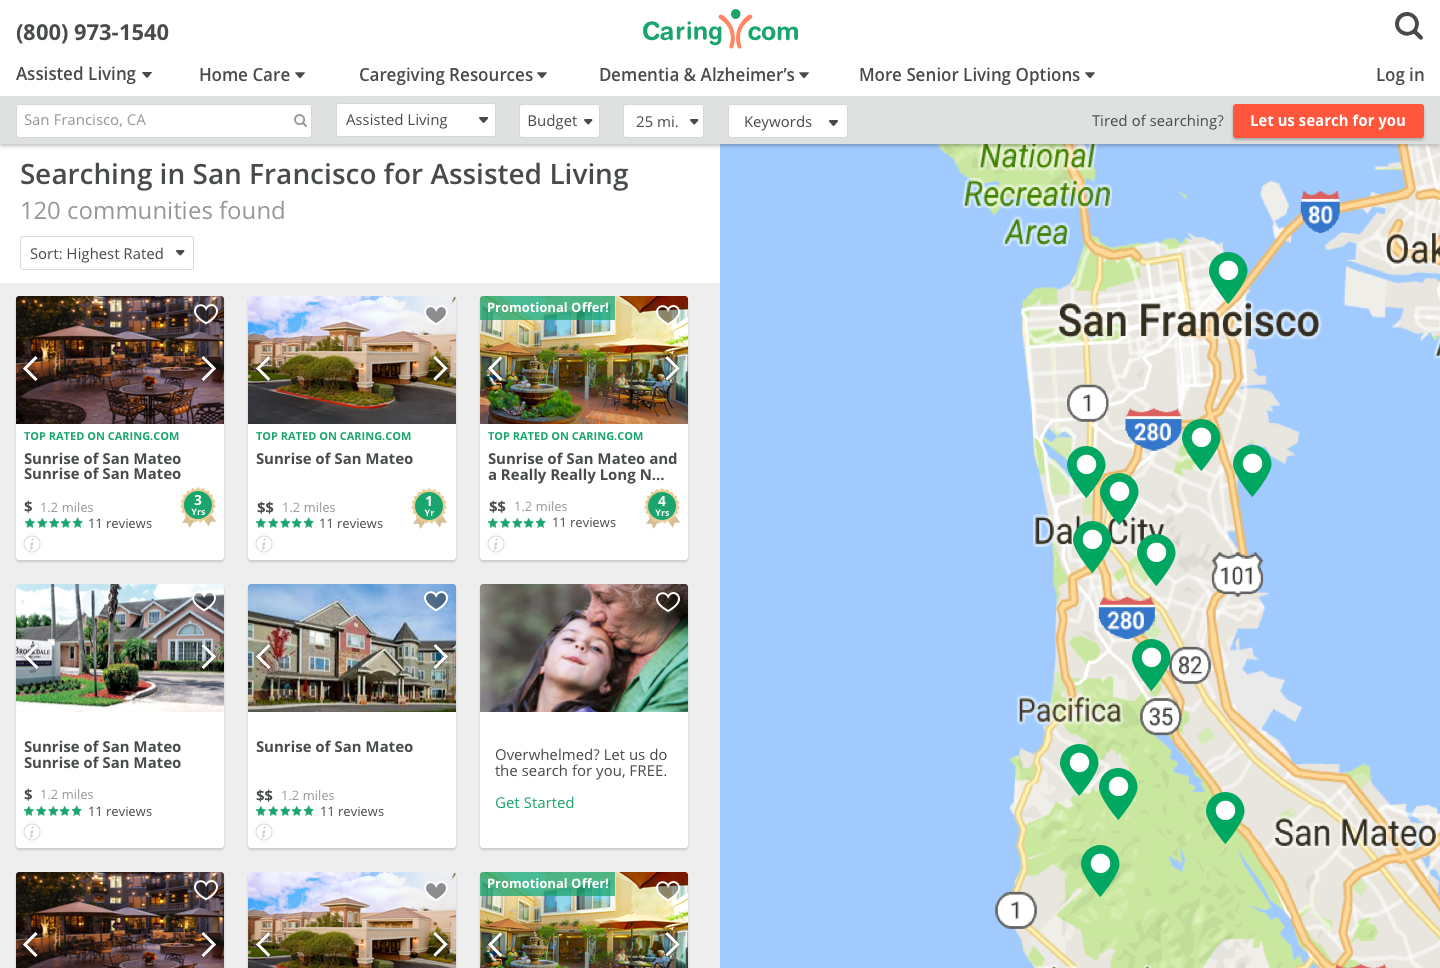 (800) 973-1540
Caring.com
Assisted Living
Home Care
Caregiving Resources
Dementia & Alzheimer's
More Senior Living Options
Log in
San Francisco, CA
Assisted Living
Budget
25 mi.
Keywords
Tired of searching?
Let us search for you
Searching in San Francisco for Assisted Living
120 communities found
Sort: Highest Rated
TOP RATED ON CARING.COM
Sunrise of San Mateo
Sunrise of San Mateo
$ 1.2 miles
11 reviews
3
Yrs
i
TOP RATED ON CARING.COM
Sunrise of San Mateo
$$ 1.2 miles
11 reviews
1
Yr
i
Promotional Offer!
TOP RATED ON CARING.COM
Sunrise of San Mateo and
a Really Really Long N...
$$ 1.2 miles
11 reviews
4
Yrs
i
Sunrise of San Mateo
Sunrise of San Mateo
$ 1.2 miles
11 reviews
i
Sunrise of San Mateo
$$ 1.2 miles
11 reviews
i
Overwhelmed? Let us do
the search for you, FREE.
Get Started
Promotional Offer!
National
Recreation
Area
80
Oak
San Francisco
1
280
City
101
280
82
Pacifica
35
San Mateo
1